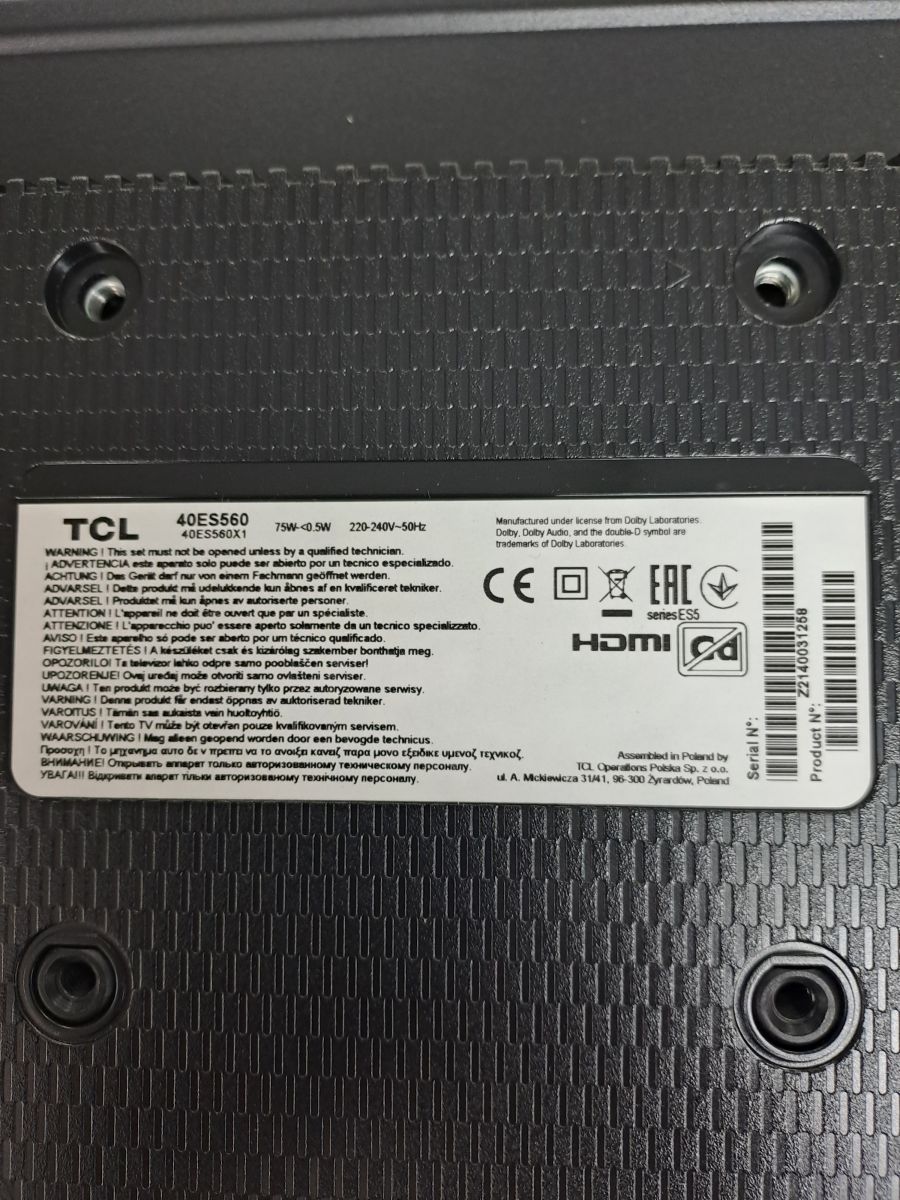 TCL
40ES560
40ES560X1
75W-<0.5W
220-240V~50Hz
WARNING ! This set must not be opened unless by a qualified technician.
¡ ADVERTENCIA este aparato solo puede ser abierto por un tecnico especializado.
ACHTUNG ! Das Gerät darf nur von einem Fachmann geöffnet werden.
ADVARSEL ! Dette produkt må udelukkende kun åbnes af en kvalificeret tekniker.
ADVARSEL ! Produktet må kun åpnes av autoriserte personer.
ATTENTION ! L'appareil ne doit être ouvert que par un spécialiste.
ATTENZIONE ! L'apparecchio puo' essere aperto solamente da un tecnico specializzato.
AVISO ! Este aparelho só pode ser aberto por um técnico qualificado.
FIGYELMEZTETÉS ! A készüléket csak és kizárólag szakember bonthatja meg.
OPOZORILO! Ta televizor lahko odpre samo pooblaščen serviser!
UPOZORENJE! Ovaj uređaj može otvoriti samo ovlašteni serviser.
UWAGA ! Ten produkt może być rozbierany tylko przez autoryzowane serwisy.
VARNING ! Denna produkt får endast öppnas av auktoriserad tekniker.
VAROITUS ! Tämän saa aukaista vain huoltoyhtiö.
VAROVÁNÍ ! Tento TV může být otevřen pouze kvalifikovaným servisem.
WAARSCHUWING ! Mag alleen geopend worden door een bevogde technicus.
Προσοχη ! Το μηχανημα αυτο δε ν πρεπει να το ανοιξει κανειζ παρα μονο εξειδικε υμενοζ τεχνικοζ.
ВНИМАНИЕ! Открывать аппарат только авторизованному техническому персоналу.
УВАГА!!! Відкривати апарат тільки авторизованому технічному персоналу.
Manufactured under license from Dolby Laboratories.
Dolby, Dolby Audio, and the double-D symbol are
trademarks of Dolby Laboratories.
CE
EAC
seriesES5
HDMI
Assembled in Poland by
TCL Operations Polska Sp. z o.o.
ul. A. Mickiewicza 31/41, 96-300 Żyrardów, Poland
Serial N°:
Z2140031258
Product N°: